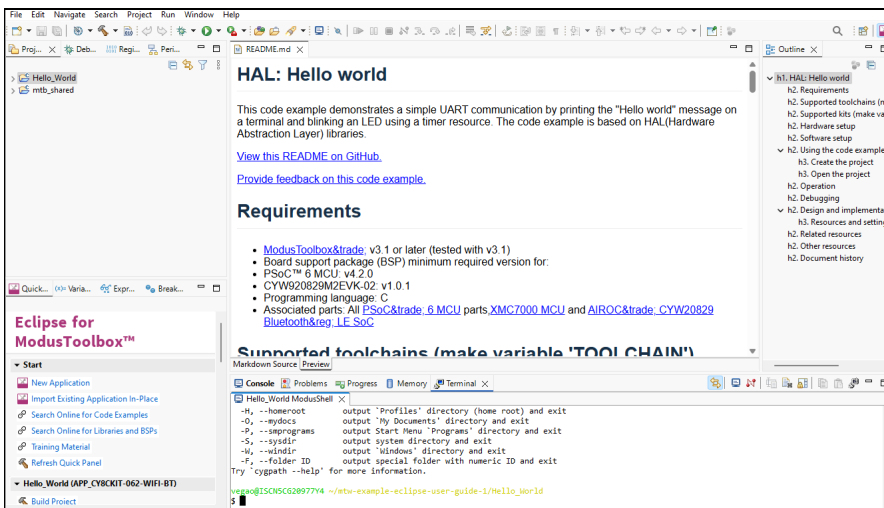 File Edit Navigate Search Project Run Window Help
Proj... Deb... Regi... Peri...
Hello_World
mtb_shared
README.md
HAL: Hello world
This code example demonstrates a simple UART communication by printing the "Hello world" message on
a terminal and blinking an LED using a timer resource. The code example is based on HAL(Hardware
Abstraction Layer) libraries.
View this README on GitHub.
Provide feedback on this code example.
Requirements
ModusToolbox&trade; v3.1 or later (tested with v3.1)
Board support package (BSP) minimum required version for:
PSoC™ 6 MCU: v4.2.0
CYW920829M2EVK-02: v1.0.1
Programming language: C
Associated parts: All PSoC&trade; 6 MCU parts,XMC7000 MCU and AIROC&trade; CYW20829
Bluetooth&reg; LE SoC
Supported toolchains (make variable 'TOOLCHAIN')
Markdown Source Preview
Outline
h1. HAL: Hello world
h2. Requirements
h2. Supported toolchains (
h2. Supported kits (make va
h2. Hardware setup
h2. Software setup
h2. Using the code example
h3. Create the project
h3. Open the project
h2. Operation
h2. Debugging
h2. Design and implementa
h3. Resources and setting
h2. Related resources
h2. Other resources
h2. Document history
Quick... (x)= Varia... Expr... Break...
Eclipse for
ModusToolbox™
Start
New Application
Import Existing Application In-Place
Search Online for Code Examples
Search Online for Libraries and BSPs
Training Material
Refresh Quick Panel
Hello_World (APP_CY8CKIT-062-WIFI-BT)
Build Project
Console Problems Progress Memory Terminal
Hello_World ModusShell
-H, --homeroot output `Profiles' directory (home root) and exit
-O, --mydocs output `My Documents' directory and exit
-P, --smprograms output Start Menu `Programs' directory and exit
-S, --sysdir output system directory and exit
-W, --windir output `Windows' directory and exit
-F, --folder ID output special folder with numeric ID and exit
Try `cygpath --help' for more information.
vegao@ISCN5CG20977Y4 ~/mtw-example-eclipse-user-guide-1/Hello_World
$